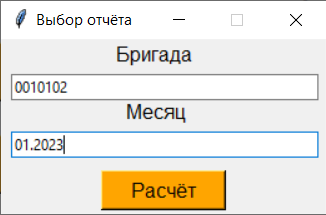 Выбор отчёта
Бригада
0010102
Месяц
01.2023
Расчёт